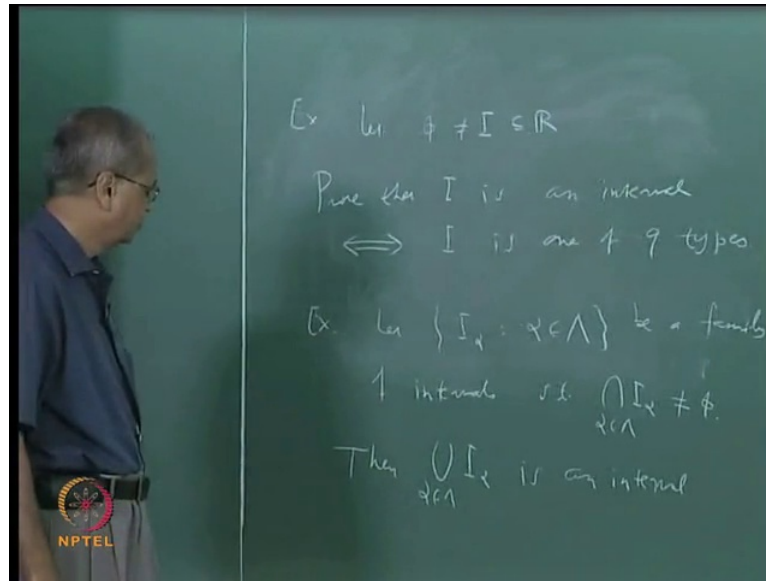 Ex Let ϕ ≠ I ⊆ ℝ
Prove that I is an interval
⟺ I is one of 9 types
Ex. Let {I_α : α ∈ Λ} be a family
of intervals s.t. ⋂_{α∈Λ} I_α ≠ ϕ.
Then ⋃_{α∈Λ} I_α is an interval
NPTEL